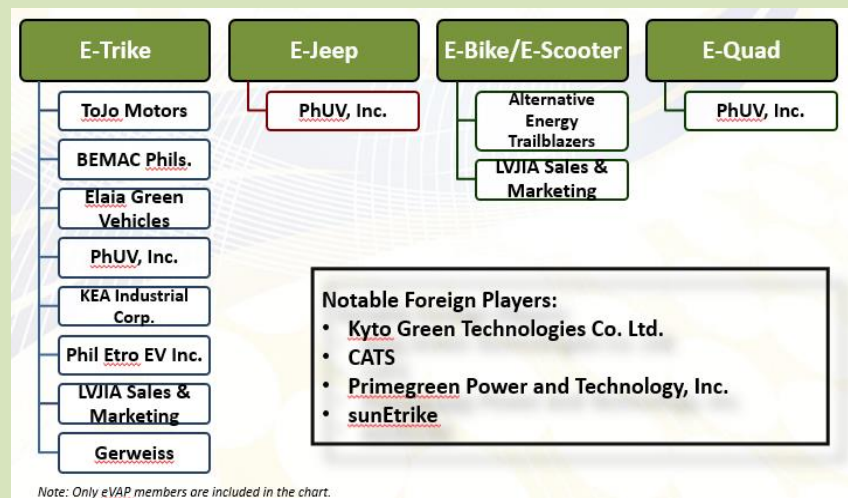 E-Trike
ToJo Motors
BEMAC Phils.
Elaia Green
Vehicles
PhUV, Inc.
KEA Industrial
Corp.
Phil Etro EV Inc.
LVJIA Sales &
Marketing
Gerweiss
E-Jeep
PhUV, Inc.
E-Bike/E-Scooter
Alternative
Energy
Trailblazers
LVJIA Sales &
Marketing
E-Quad
PhUV, Inc.
Notable Foreign Players:
• Kyto Green Technologies Co. Ltd.
• CATS
• Primegreen Power and Technology, Inc.
• sunEtrike
Note: Only eVAP members are included in the chart.